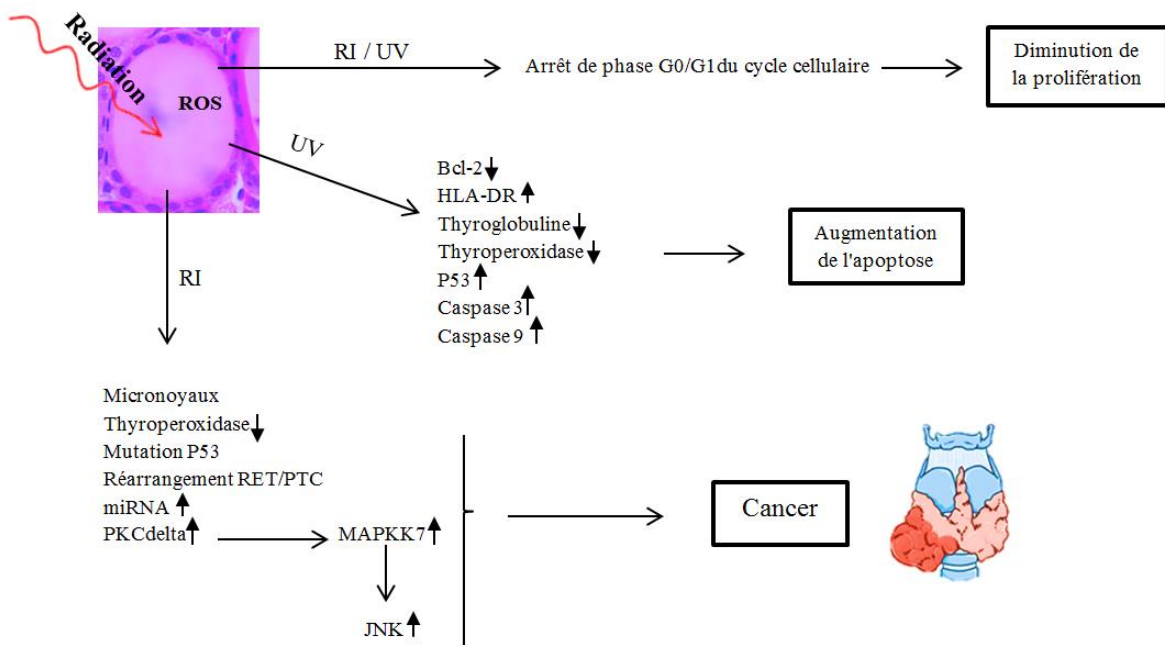 Radiation
ROS
RI / UV
Arrêt de phase G0/G1du cycle cellulaire
Diminution de
la prolifération
UV
Bcl-2
HLA-DR
Thyroglobuline
Thyroperoxidase
P53
Caspase 3
Caspase 9
Augmentation
de l'apoptose
RI
Micronoyaux
Thyroperoxidase
Mutation P53
Réarrangement RET/PTC
miRNA
PKCdelta
MAPKK7
JNK
Cancer